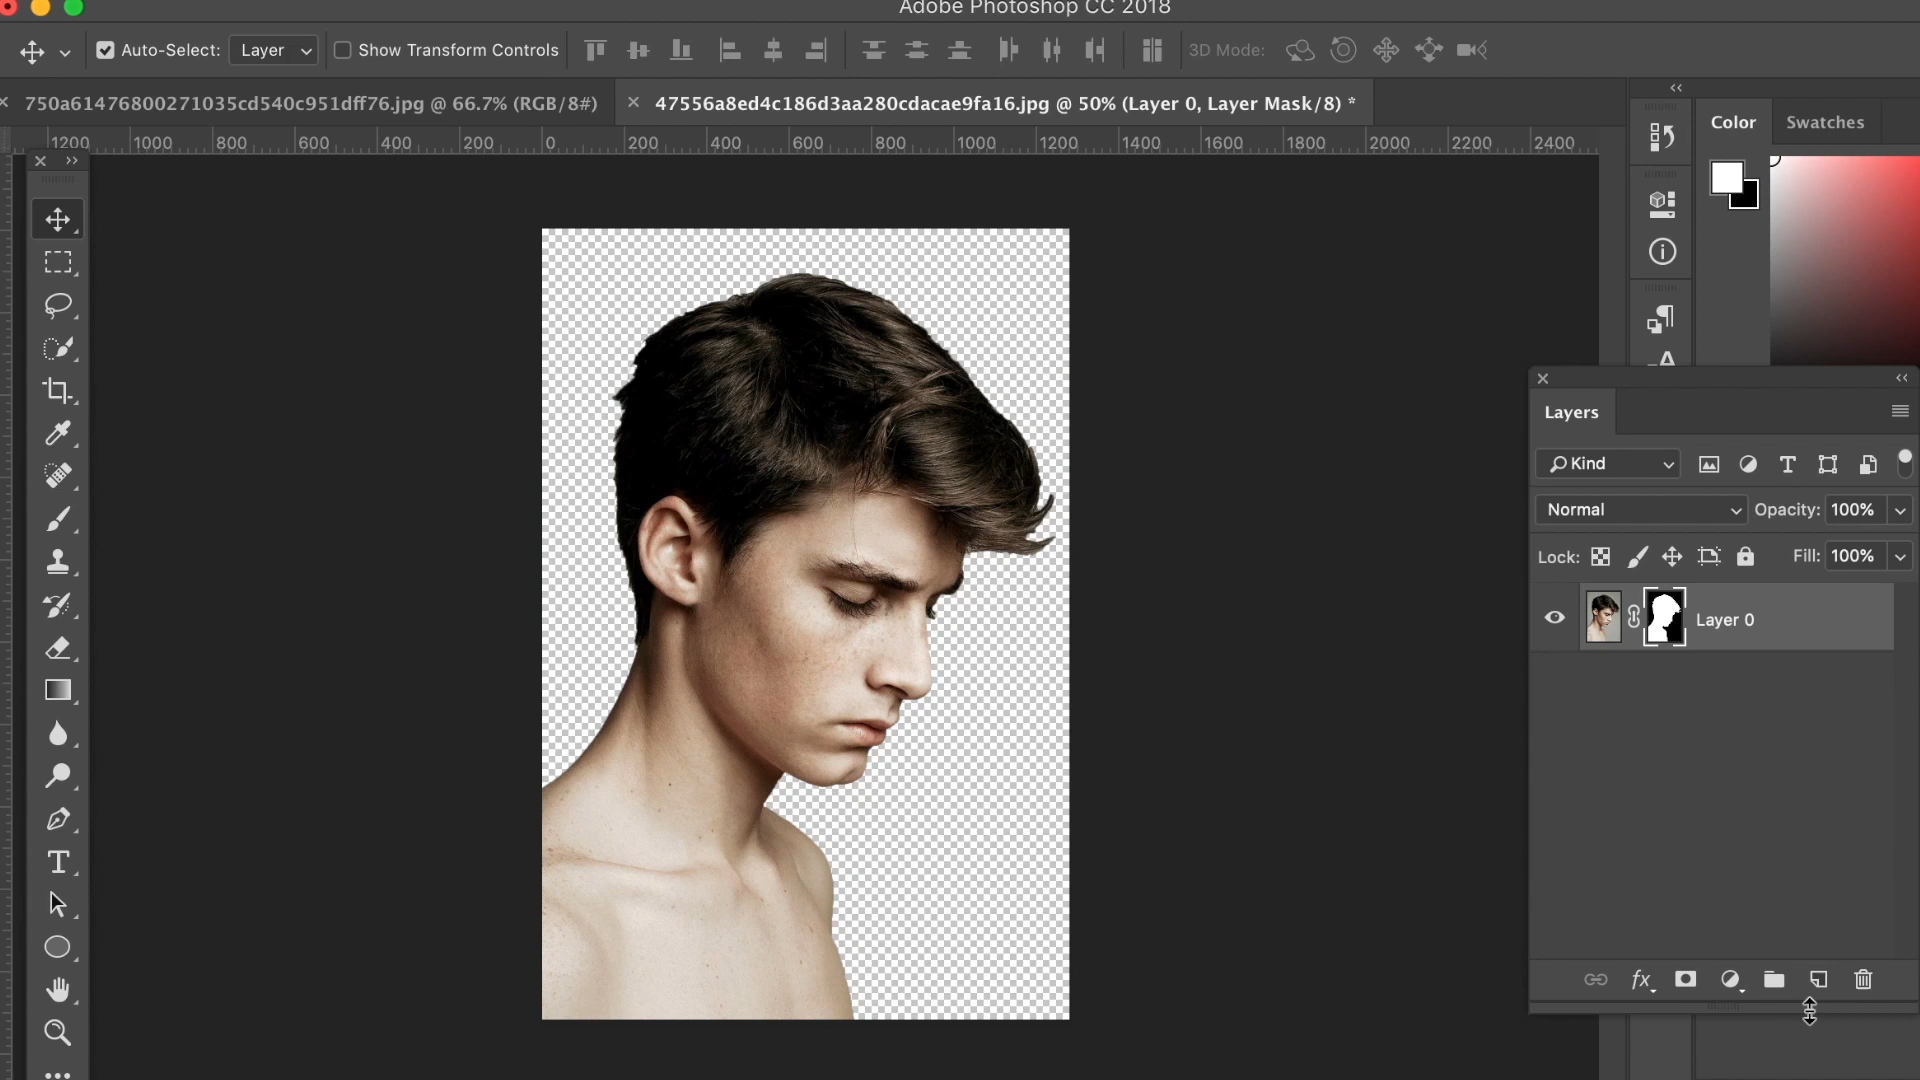 Adobe Photoshop CC 2018
Auto-Select: Layer Show Transform Controls 3D Mode:
750a61476800271035cd540c951dff76.jpg @ 66.7% (RGB/8#) 47556a8ed4c186d3aa280cdacae9fa16.jpg @ 50% (Layer 0, Layer Mask/8) *
1200 1000 800 600 400 200 0 200 400 600 800 1000 1200 1400 1600 1800 2000 2200 2400
Color Swatches
Layers
Kind
Normal Opacity: 100%
Lock: Fill: 100%
Layer 0
fx